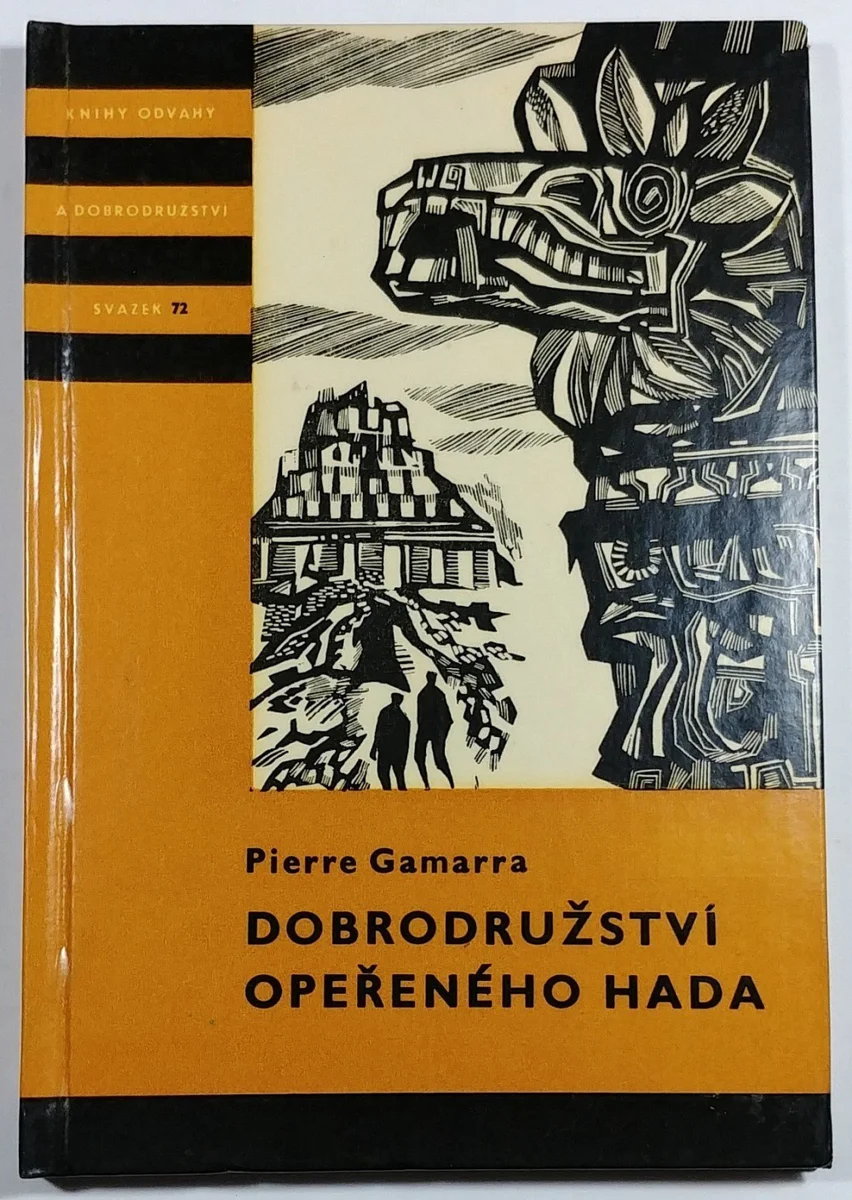 KNIHY ODVAHY
A DOBRODRUŽSTVÍ
SVAZEK 72
Pierre Gamarra
DOBRODRUŽSTVÍ
OPEŘENÉHO HADA